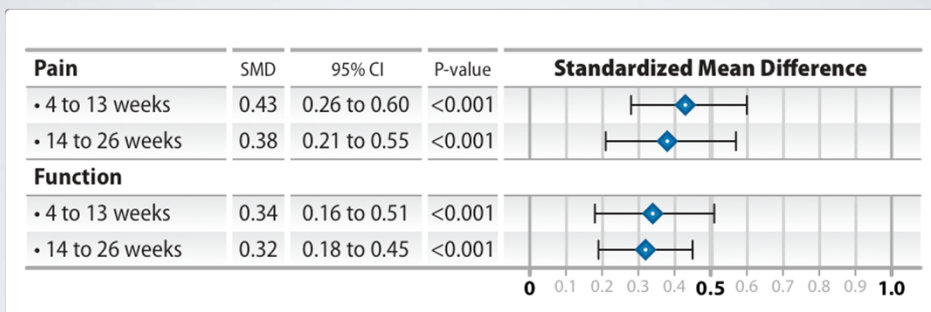 Pain SMD 95% CI P-value Standardized Mean Difference
• 4 to 13 weeks 0.43 0.26 to 0.60 <0.001
• 14 to 26 weeks 0.38 0.21 to 0.55 <0.001
Function
• 4 to 13 weeks 0.34 0.16 to 0.51 <0.001
• 14 to 26 weeks 0.32 0.18 to 0.45 <0.001
0 0.1 0.2 0.3 0.4 0.5 0.6 0.7 0.8 0.9 1.0